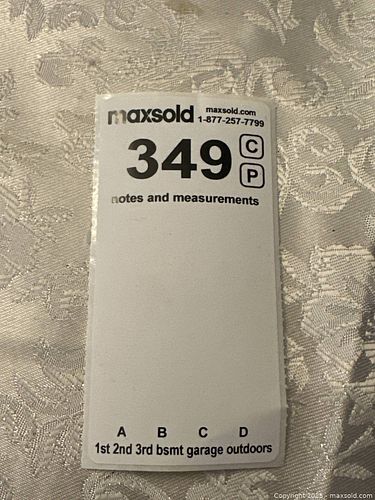 maxsold maxsold.com
1-877-257-7799
349 C
P
notes and measurements
A B C D
1st 2nd 3rd bsmt garage outdoors
Copyright 2025 - maxsold.com